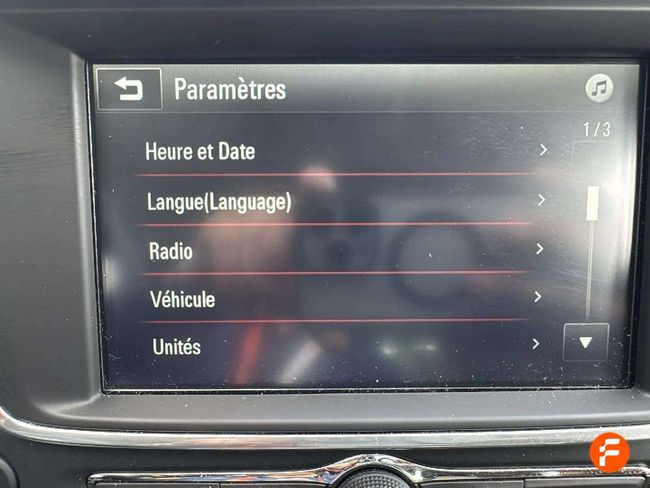 Paramètres
1/3
Heure et Date
Langue(Language)
Radio
Véhicule
Unités